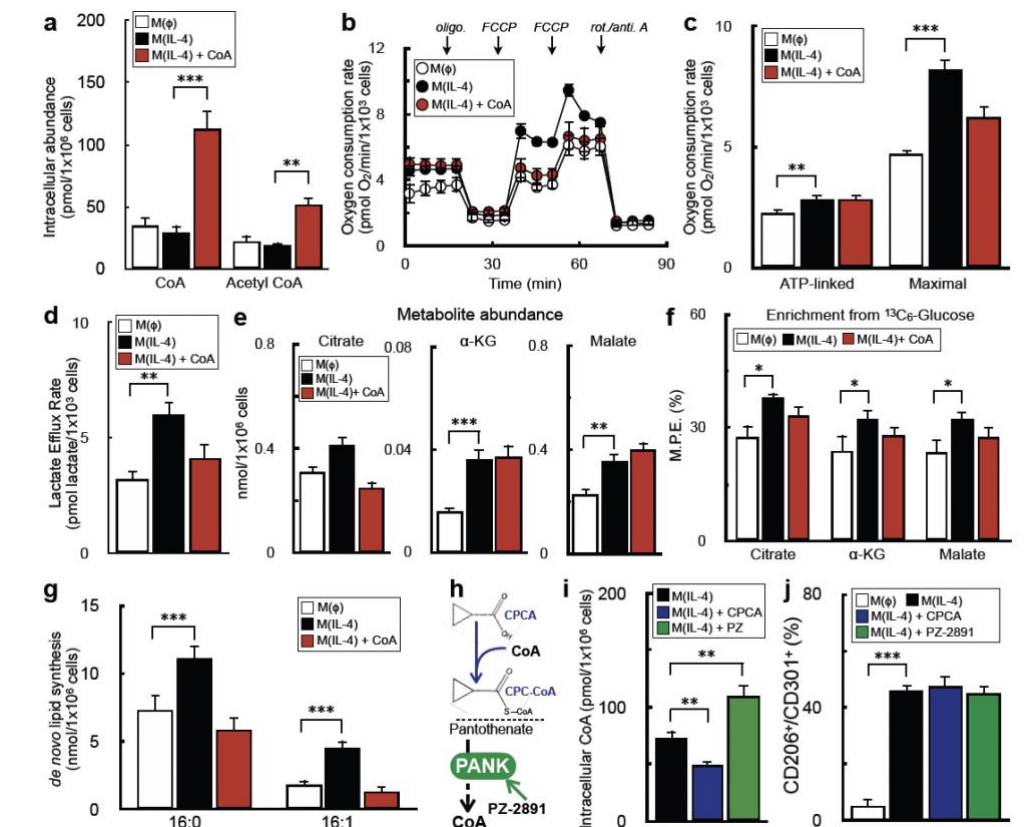 a
M(ϕ)
M(IL-4)
M(IL-4) + CoA
Intracellular abundance
(pmol/1x10⁶ cells)
200
150
100
50
0
***
**
CoA
Acetyl CoA
b
oligo.
FCCP
FCCP
rot./anti. A
M(ϕ)
M(IL-4)
M(IL-4) + CoA
Oxygen consumption rate
(pmol O₂/min/1x10³ cells)
12
8
4
0
0
30
60
90
Time (min)
c
M(ϕ)
M(IL-4)
M(IL-4) + CoA
Oxygen consumption rate
(pmol O₂/min/1x10³ cells)
10
5
0
**
***
ATP-linked
Maximal
d
M(ϕ)
M(IL-4)
M(IL-4) + CoA
Lactate Efflux Rate
(pmol lactate/1x10³ cells)
10
5
0
**
e
Metabolite abundance
Citrate
α-KG
Malate
M(ϕ)
M(IL-4)
M(IL-4)+ CoA
nmol/1x10⁶ cells
0.8
0.4
0
0.08
0.04
0
***
0.8
0.4
0
**
f
Enrichment from ¹³C₆-Glucose
M(ϕ)
M(IL-4)
M(IL-4)+ CoA
M.P.E. (%)
60
30
0
*
*
*
Citrate
α-KG
Malate
g
M(ϕ)
M(IL-4)
M(IL-4) + CoA
de novo lipid synthesis
(nmol/1x10⁶ cells)
15
10
5
0
***
***
16:0
16:1
h
O
CPCA
OH
CoA
O
CPC-CoA
S--CoA
Pantothenate
PANK
PZ-2891
CoA
i
M(IL-4)
M(IL-4) + CPCA
M(IL-4) + PZ
Intracellular CoA (pmol/1x10⁶ cells)
200
100
0
**
**
j
M(ϕ)
M(IL-4)
M(IL-4) + CPCA
M(IL-4) + PZ-2891
CD206⁺/CD301⁺ (%)
80
40
0
***